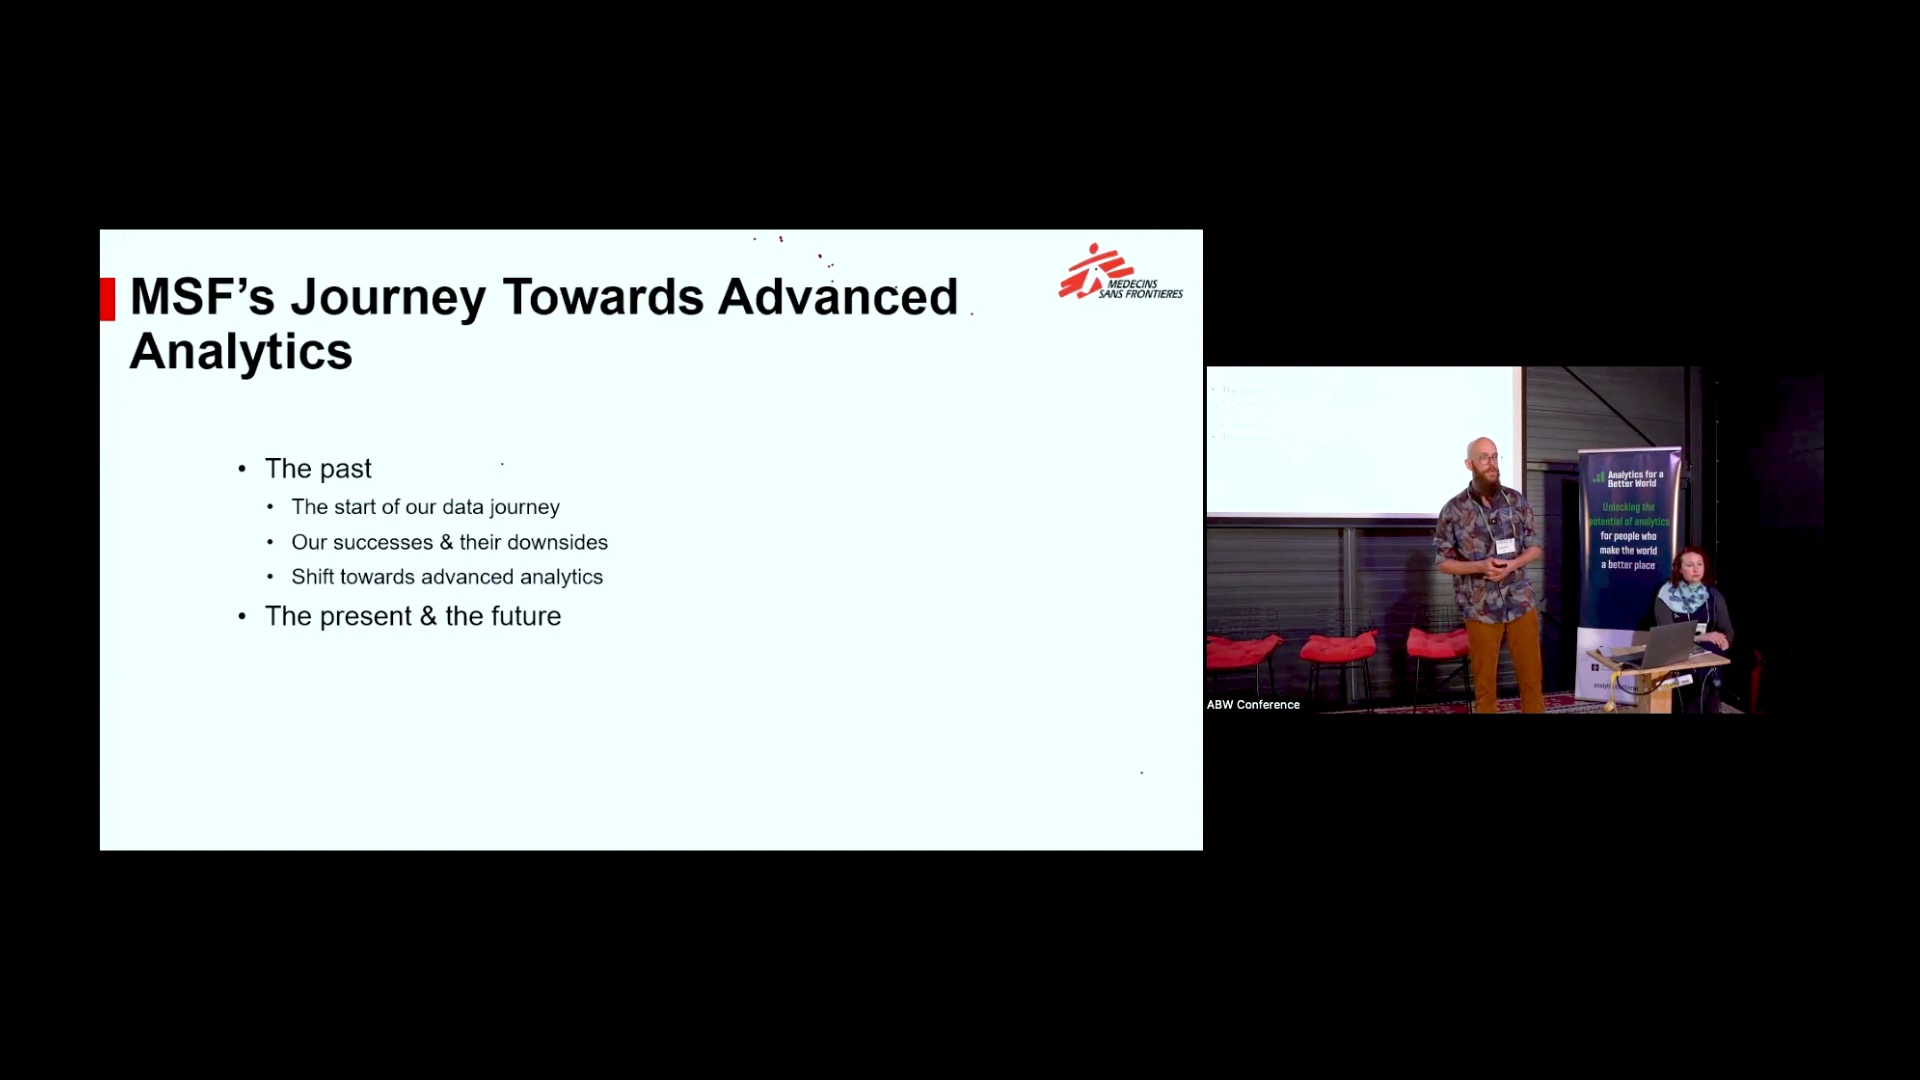 MSF’s Journey Towards Advanced
Analytics
MEDECINS
SANS FRONTIERES
• The past
• The start of our data journey
• Our successes & their downsides
• Shift towards advanced analytics
• The present & the future
Analytics for a
Better World
Unlocking the
potential of analytics
for people who
make the world
a better place
ABW Conference